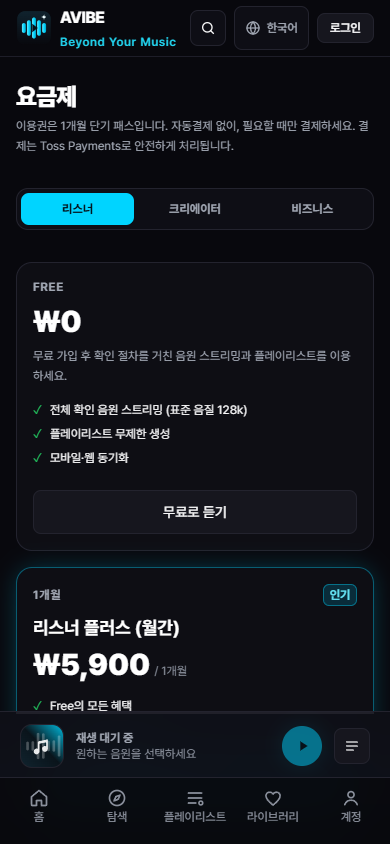 AVIBE
Beyond Your Music
한국어
로그인
요금제
이용권은 1개월 단기 패스입니다. 자동결제 없이, 필요할 때만 결제하세요. 결
제는 Toss Payments로 안전하게 처리됩니다.
리스너
크리에이터
비즈니스
FREE
₩0
무료 가입 후 확인 절차를 거친 음원 스트리밍과 플레이리스트를 이용
하세요.
✓ 전체 확인 음원 스트리밍 (표준 음질 128k)
✓ 플레이리스트 무제한 생성
✓ 모바일·웹 동기화
무료로 듣기
1개월
인기
리스너 플러스 (월간)
₩5,900 / 1개월
✓ Free의 모든 혜택
재생 대기 중
원하는 음원을 선택하세요
홈
탐색
플레이리스트
라이브러리
계정